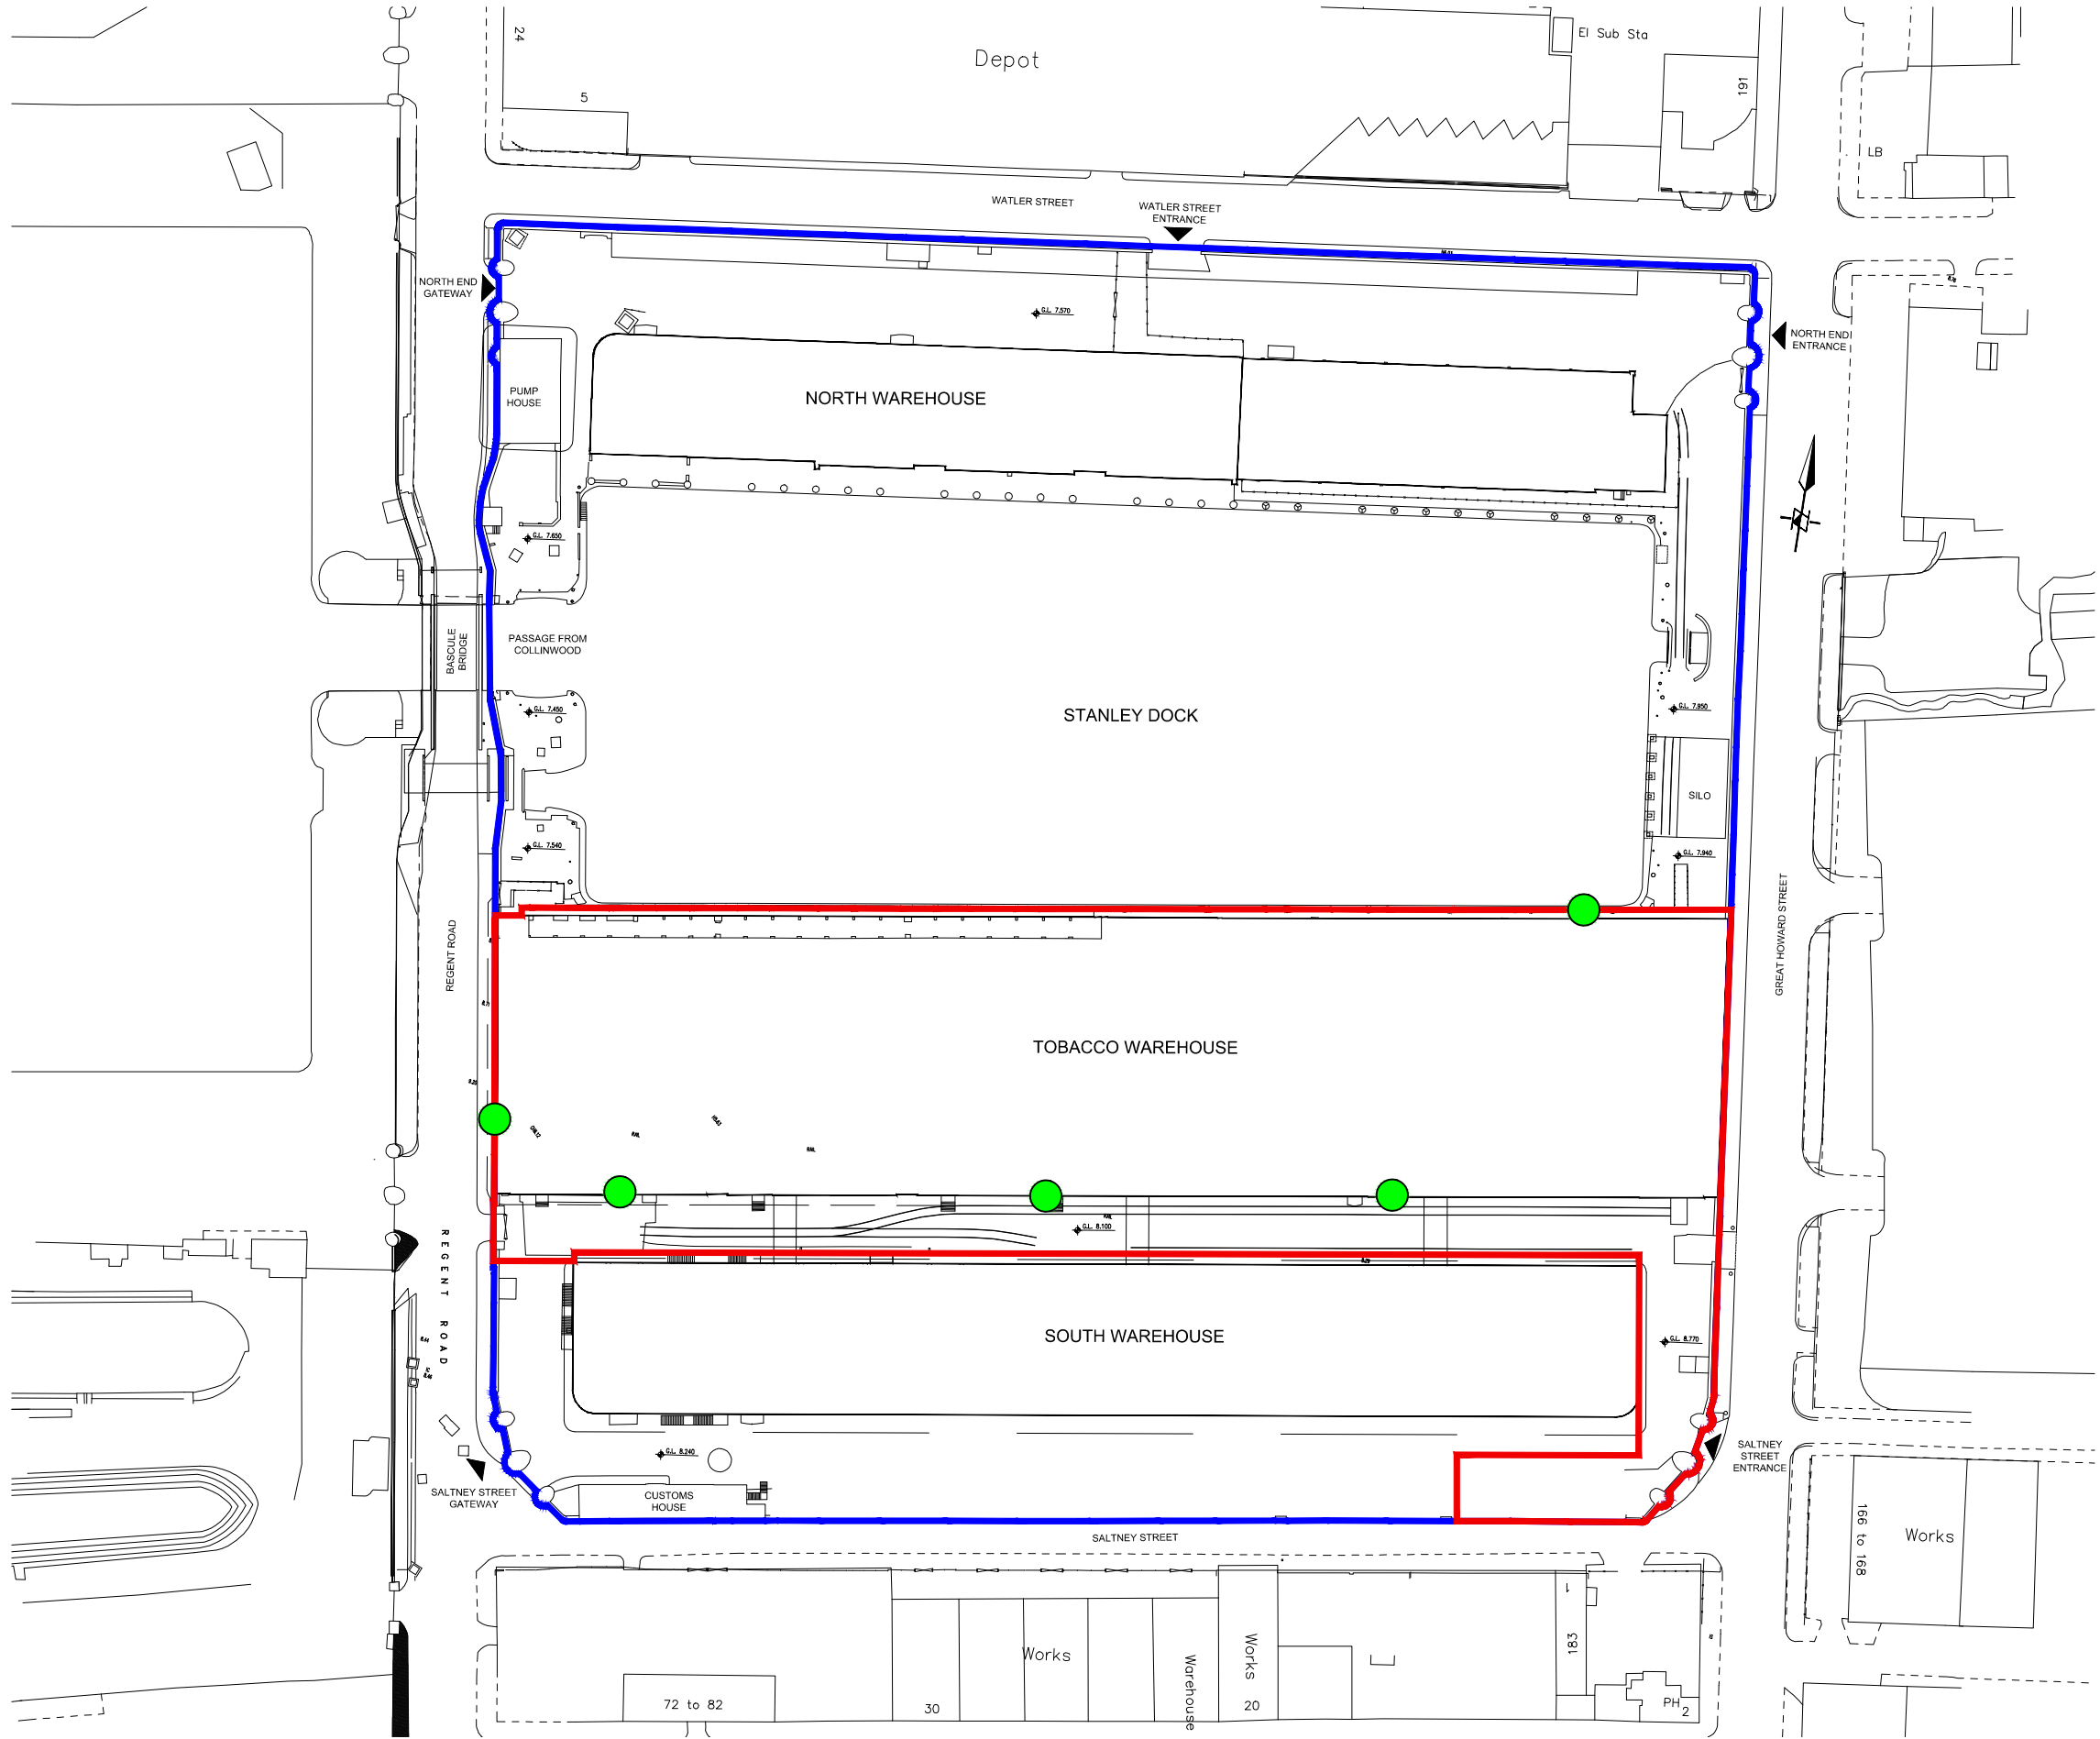 24
Depot
El Sub Sta
5
191
LB
WATLER STREET
WATLER STREET
ENTRANCE
NORTH END
GATEWAY
G.L. 7.570
NORTH END
ENTRANCE
PUMP
HOUSE
NORTH WAREHOUSE
G.L. 7.650
BASCULE
BRIDGE
PASSAGE FROM
COLLINWOOD
G.L. 7.450
STANLEY DOCK
G.L. 7.950
SILO
G.L. 7.540
G.L. 7.940
REGENT ROAD
GREAT HOWARD STREET
TOBACCO WAREHOUSE
G.L. 8.100
REGENT ROAD
SOUTH WAREHOUSE
G.L. 8.770
G.L. 8.240
SALTNEY STREET
GATEWAY
CUSTOMS
HOUSE
SALTNEY
STREET
ENTRANCE
SALTNEY STREET
166 to 168
Works
Works
Warehouse
Works
183
72 to 82
30
20
PH
2